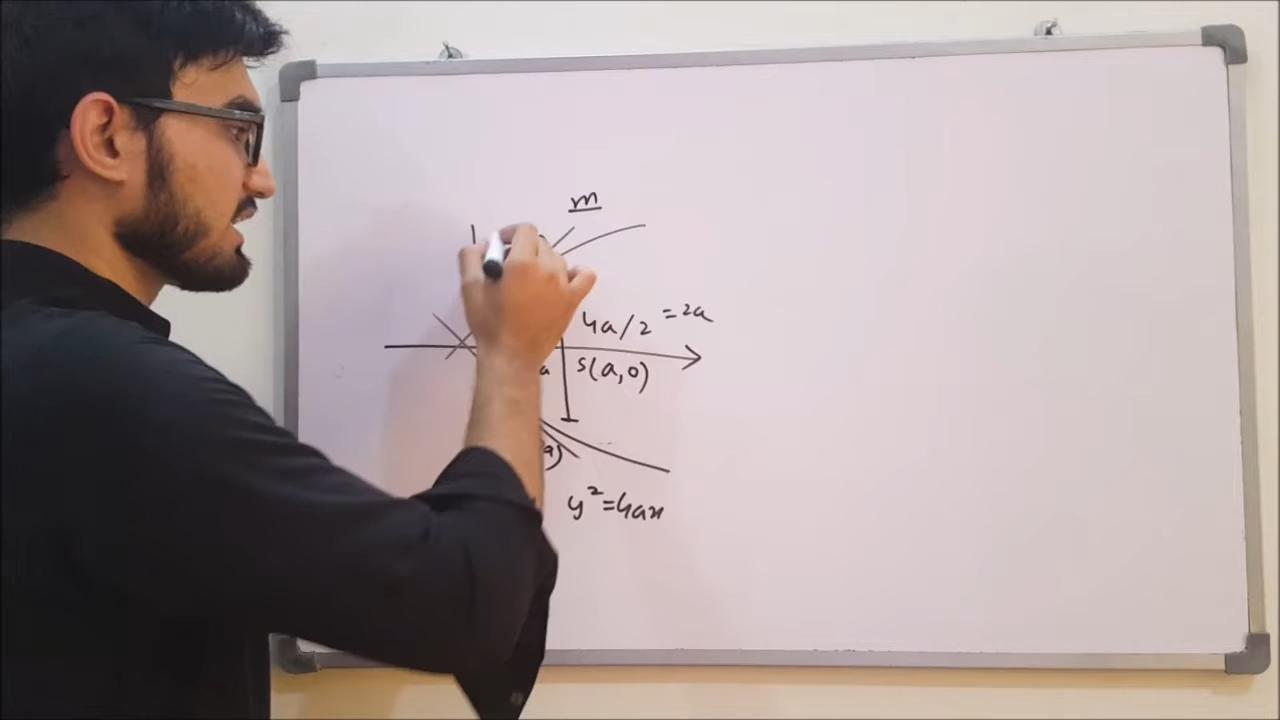 m
4a/2 = 2a
a
S(a,0)
a)
y² = 4ax